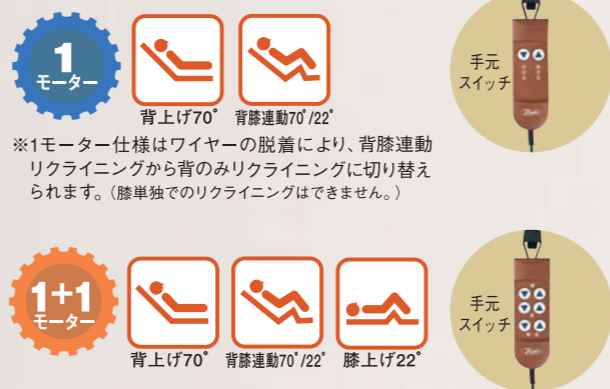 1
モーター
背上げ70°
背膝連動70°/22°
手元
スイッチ
※1モーター仕様はワイヤーの脱着により、背膝連動
リクライニングから背のみリクライニングに切り替え
られます。（膝単独でのリクライニングはできません。）
1+1
モーター
背上げ70°
背膝連動70°/22°
膝上げ22°
手元
スイッチ